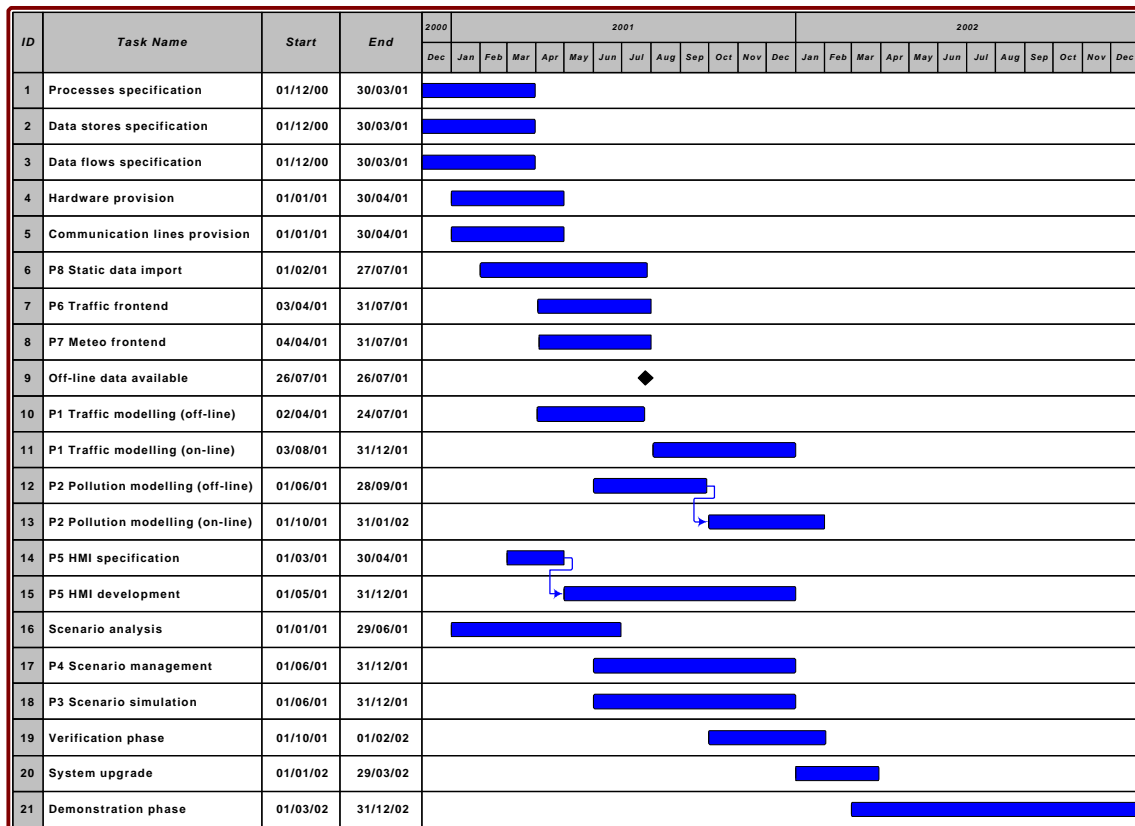 ID Task Name Start End 2000 2001 2002
Dec Jan Feb Mar Apr May Jun Jul Aug Sep Oct Nov Dec Jan Feb Mar Apr May Jun Jul Aug Sep Oct Nov Dec
1 Processes specification 01/12/00 30/03/01
2 Data stores specification 01/12/00 30/03/01
3 Data flows specification 01/12/00 30/03/01
4 Hardware provision 01/01/01 30/04/01
5 Communication lines provision 01/01/01 30/04/01
6 P8 Static data import 01/02/01 27/07/01
7 P6 Traffic frontend 03/04/01 31/07/01
8 P7 Meteo frontend 04/04/01 31/07/01
9 Off-line data available 26/07/01 26/07/01
10 P1 Traffic modelling (off-line) 02/04/01 24/07/01
11 P1 Traffic modelling (on-line) 03/08/01 31/12/01
12 P2 Pollution modelling (off-line) 01/06/01 28/09/01
13 P2 Pollution modelling (on-line) 01/10/01 31/01/02
14 P5 HMI specification 01/03/01 30/04/01
15 P5 HMI development 01/05/01 31/12/01
16 Scenario analysis 01/01/01 29/06/01
17 P4 Scenario management 01/06/01 31/12/01
18 P3 Scenario simulation 01/06/01 31/12/01
19 Verification phase 01/10/01 01/02/02
20 System upgrade 01/01/02 29/03/02
21 Demonstration phase 01/03/02 31/12/02